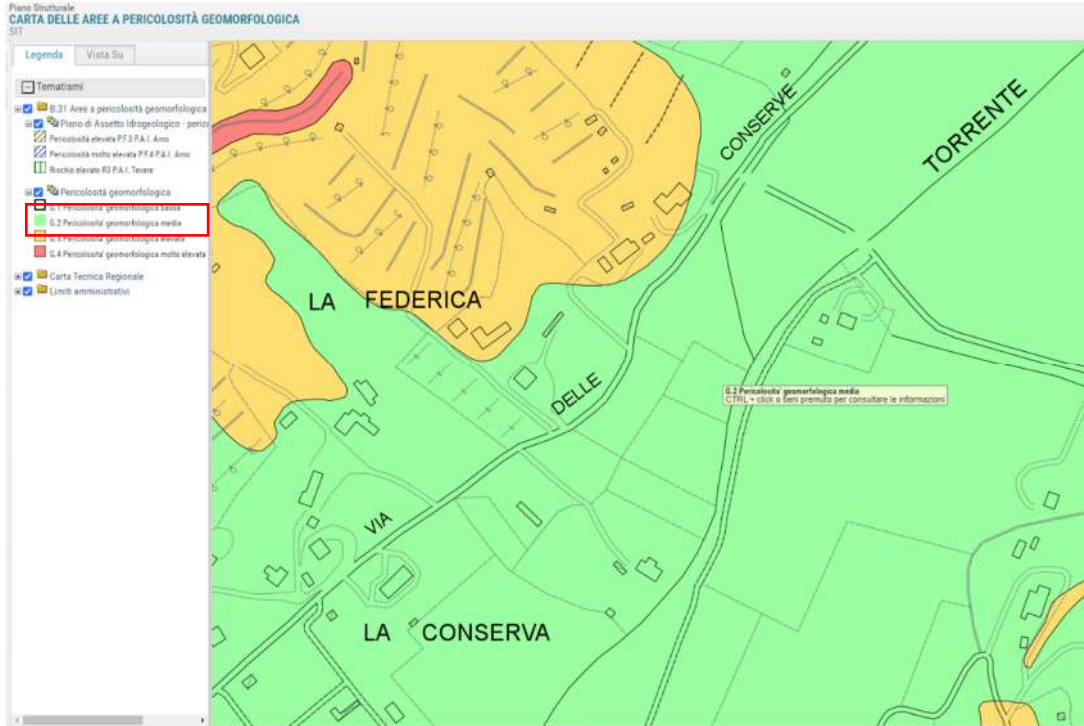 Piano Strutturale
CARTA DELLE AREE A PERICOLOSITÀ GEOMORFOLOGICA
SIT
Legenda
Vista Su
Tematismi
B.31 Aree a pericolosità geomorfologica
Piano di Assetto Idrogeologico - peric
Pericolosità elevata P.F.3 P.A.I. Arno
Pericolosità molto elevata P.F.4 P.A.I. Arno
Rischio elevato R3 P.A.I. Tevere
Pericolosità geomorfologica
G.1 Pericolosita' geomorfologica bassa
G.2 Pericolosita' geomorfologica media
G.3 Pericolosita' geomorfologica elevata
G.4 Pericolosita' geomorfologica molto elevata
Carta Tecnica Regionale
Limiti amministrativi
CONSERVE
TORRENTE
LA FEDERICA
DELLE
G.2 Pericolosita' geomorfologica media
CTRL + click o tieni premuto per consultare le informazioni
VIA
LA CONSERVA